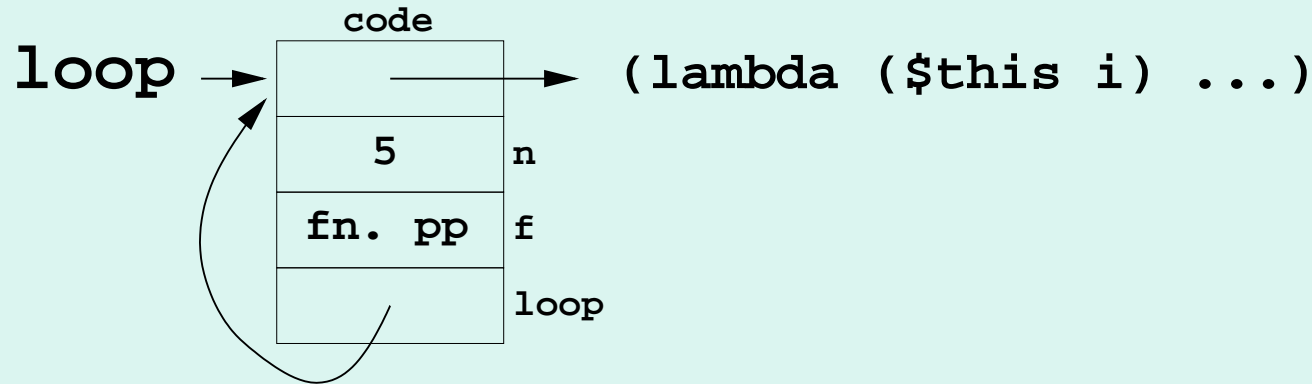 code
loop
(lambda ($this i) ...)
5 n
fn. pp f
loop